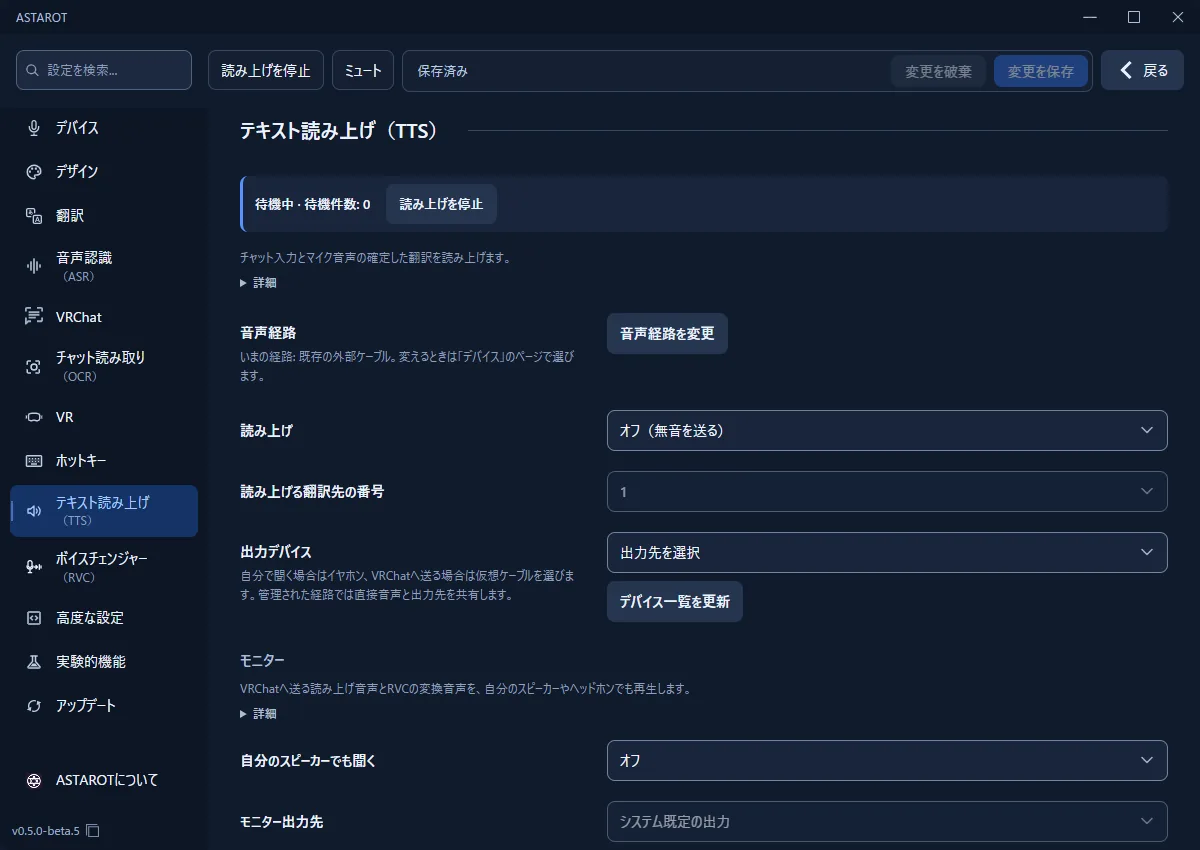 ASTAROT
設定を検索...
読み上げを停止
ミュート
保存済み
変更を破棄
変更を保存
戻る
デバイス
デザイン
翻訳
音声認識
（ASR）
VRChat
チャット読み取り
（OCR）
VR
ホットキー
テキスト読み上げ
（TTS）
ボイスチェンジャー
（RVC）
高度な設定
実験的機能
アップデート
ASTAROTについて
v0.5.0-beta.5
テキスト読み上げ（TTS）
待機中 · 待機件数: 0
読み上げを停止
チャット入力とマイク音声の確定した翻訳を読み上げます。
詳細
音声経路
いまの経路: 既存の外部ケーブル。変えるときは「デバイス」のページで選び
ます。
音声経路を変更
読み上げ
オフ（無音を送る）
読み上げる翻訳先の番号
1
出力デバイス
自分で聞く場合はイヤホン、VRChatへ送る場合は仮想ケーブルを選びま
す。管理された経路では直接音声と出力先を共有します。
出力先を選択
デバイス一覧を更新
モニター
VRChatへ送る読み上げ音声とRVCの変換音声を、自分のスピーカーやヘッドホンでも再生します。
詳細
自分のスピーカーでも聞く
オフ
モニター出力先
システム既定の出力